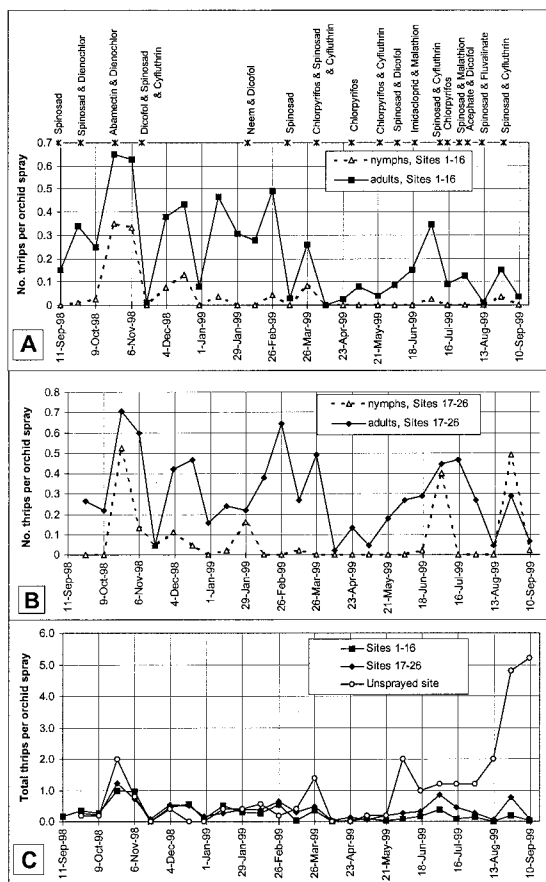 Spinosad
Spinosad & Dienochlor
Abamectin & Dienochlor
Dicofol & Spinosad
& Cyfluthrin
Neem & Dicofol
Spinosad
Chlorpyrifos & Spinosad
& Cyfluthrin
Chlorpyrifos
Chlorpyrifos & Cyfluthrin
Spinosad & Dicofol
Imidacloprid & Malathion
Spinosad & Cyfluthrin
Chlorpyrifos
Spinosad & Malathion
Acephate & Dicofol
Spinosad & Fluvalinate
Spinosad & Cyfluthrin
No. thrips per orchid spray
0.7
0.6
0.5
0.4
0.3
0.2
0.1
0
nymphs, Sites 1-16
adults, Sites 1-16
11-Sep-98
9-Oct-98
6-Nov-98
4-Dec-98
1-Jan-99
29-Jan-99
26-Feb-99
26-Mar-99
23-Apr-99
21-May-99
18-Jun-99
16-Jul-99
13-Aug-99
10-Sep-99
A
No. thrips per orchid spray
0.8
0.7
0.6
0.5
0.4
0.3
0.2
0.1
0
nymphs, Sites 17-26
adults, Sites 17-26
11-Sep-98
9-Oct-98
6-Nov-98
4-Dec-98
1-Jan-99
29-Jan-99
26-Feb-99
26-Mar-99
23-Apr-99
21-May-99
18-Jun-99
16-Jul-99
13-Aug-99
10-Sep-99
B
Total thrips per orchid spray
6.0
5.0
4.0
3.0
2.0
1.0
0.0
Sites 1-16
Sites 17-26
Unsprayed site
11-Sep-98
9-Oct-98
6-Nov-98
4-Dec-98
1-Jan-99
29-Jan-99
26-Feb-99
26-Mar-99
23-Apr-99
21-May-99
18-Jun-99
16-Jul-99
13-Aug-99
10-Sep-99
C